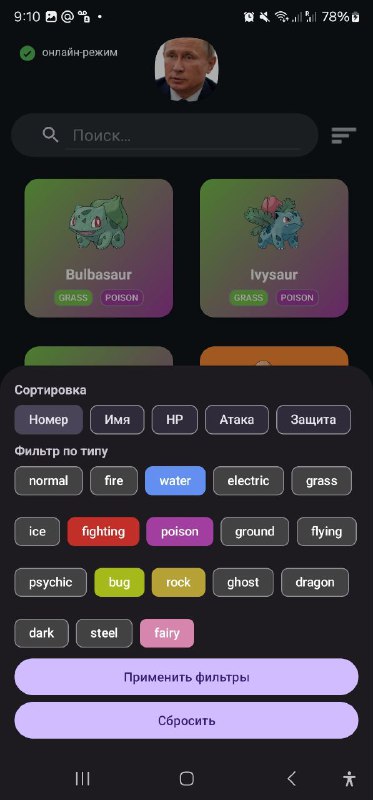 9:10 78%
онлайн-режим
Поиск...
Bulbasaur Ivysaur
GRASS POISON GRASS POISON
Сортировка
Номер Имя HP Атака Защита
Фильтр по типу
normal fire water electric grass
ice fighting poison ground flying
psychic bug rock ghost dragon
dark steel fairy
Применить фильтры
Сбросить